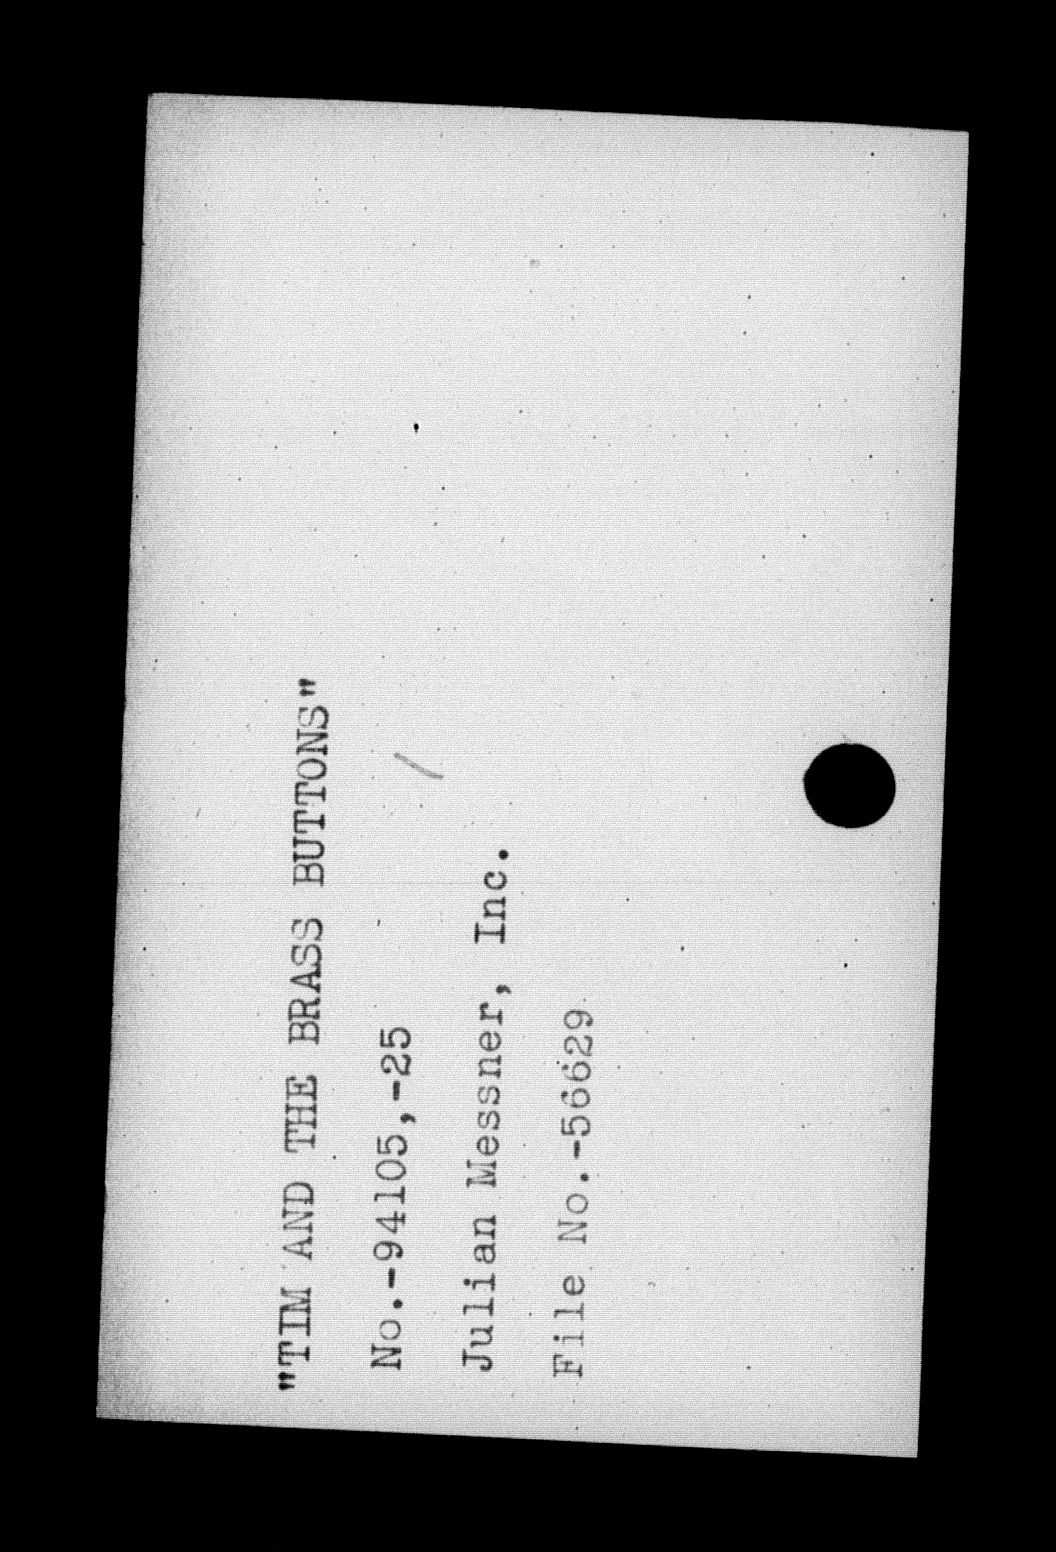 "TIM AND THE BRASS BUTTONS"
No.-94105,-25
Julian Messner, Inc.
File No.-56629